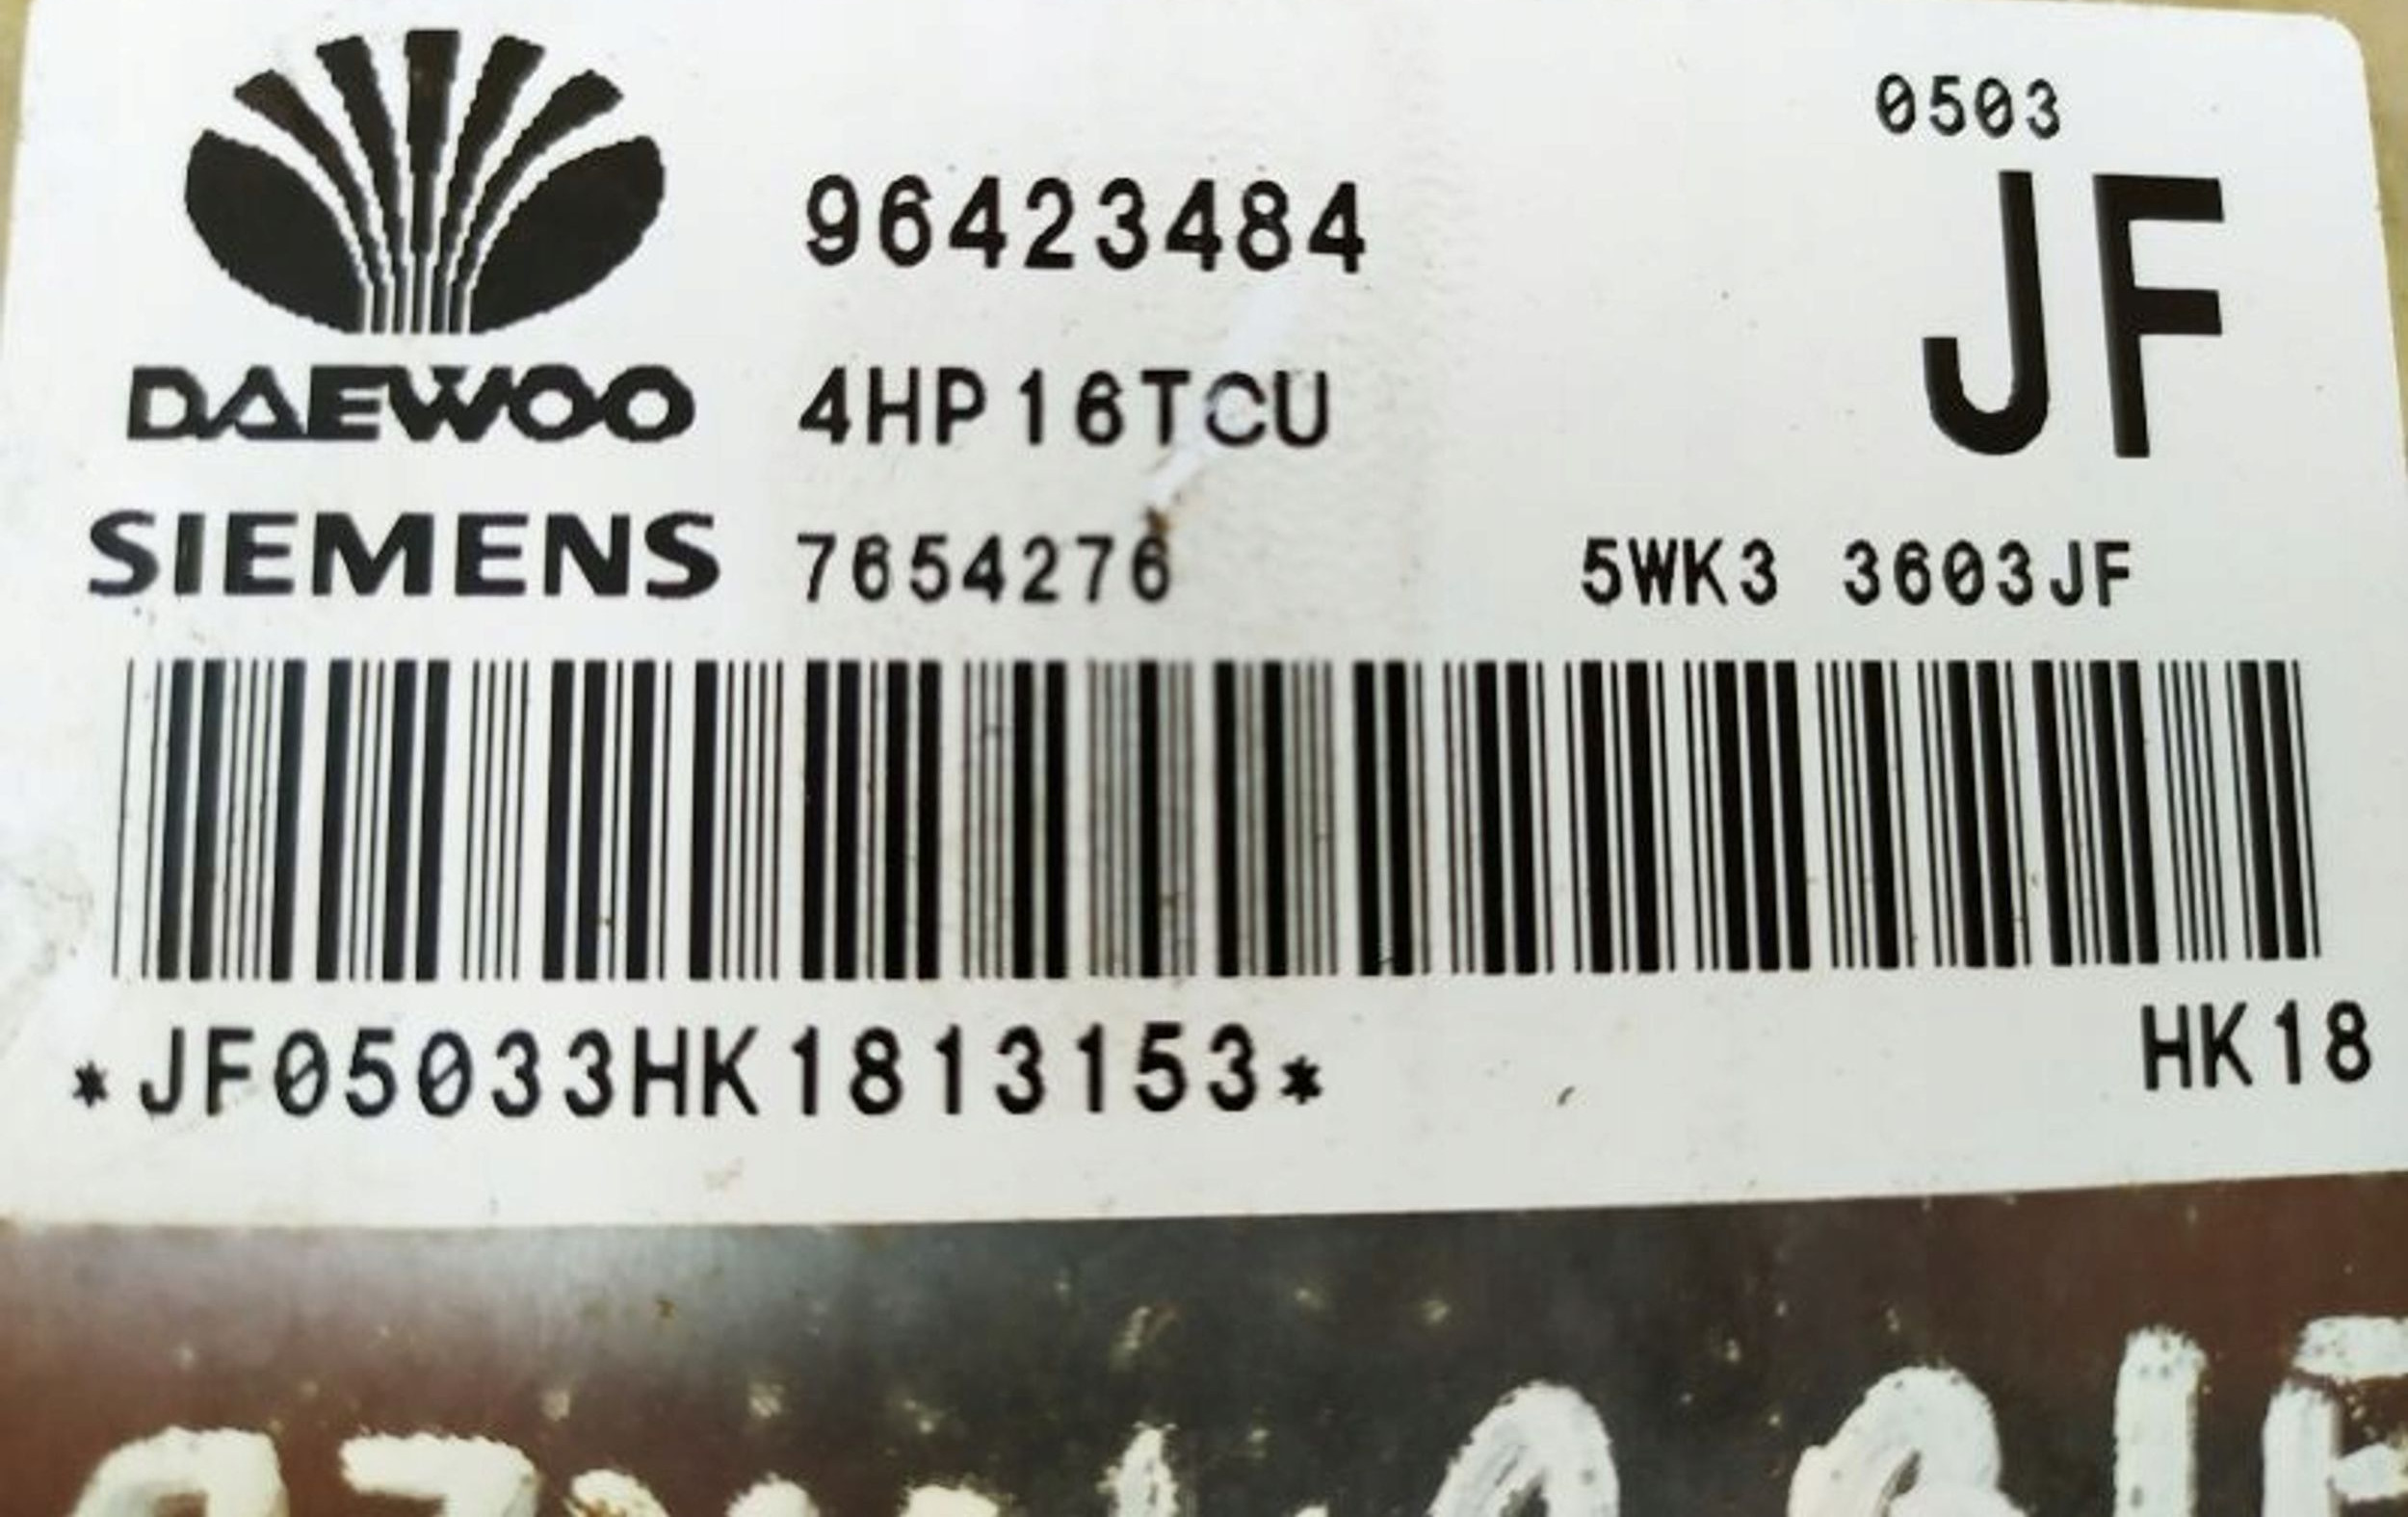 0503
96423484
JF
DAEWOO
4HP16TCU
SIEMENS
7654276
5WK3 3603JF
*JF05033HK1813153*
HK18